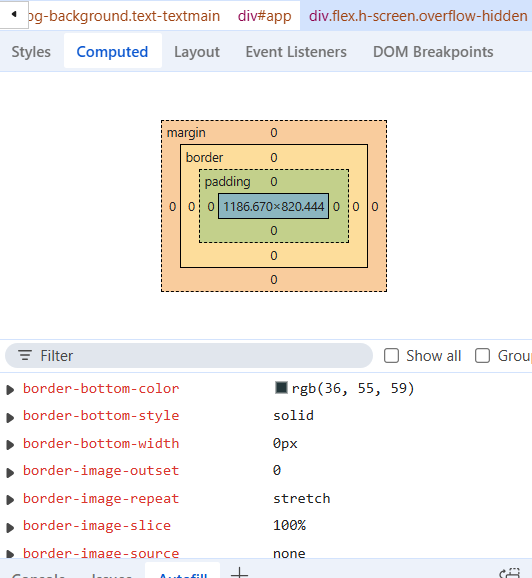 og-background.text-textmain div#app div.flex.h-screen.overflow-hidden
Styles Computed Layout Event Listeners DOM Breakpoints
margin 0
border 0
padding 0
0 0 0 1186.670×820.444 0 0 0
0
0
0
Filter Show all Grou
border-bottom-color rgb(36, 55, 59)
border-bottom-style solid
border-bottom-width 0px
border-image-outset 0
border-image-repeat stretch
border-image-slice 100%
border-image-source none
Console Issues Autofill